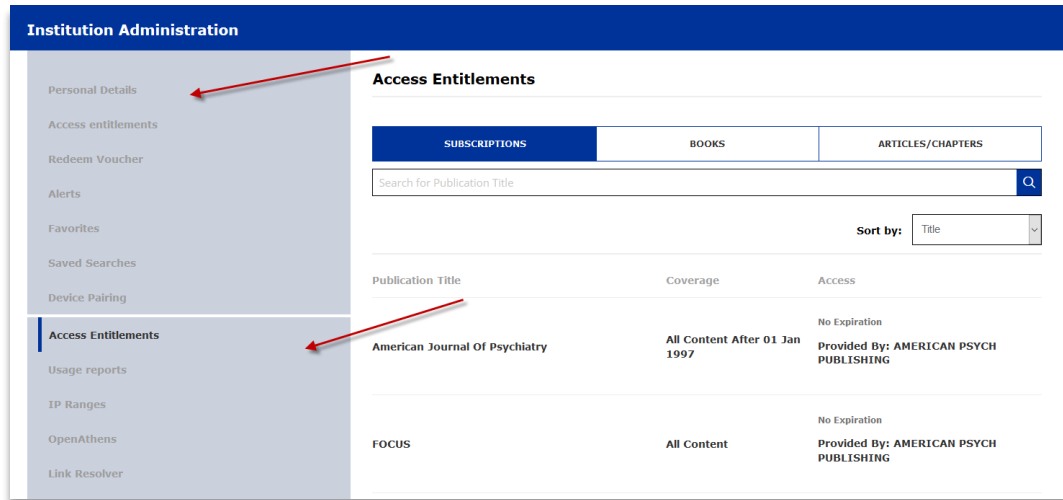 Institution Administration
Personal Details
Access entitlements
Redeem Voucher
Alerts
Favorites
Saved Searches
Device Pairing
Access Entitlements
Usage reports
IP Ranges
OpenAthens
Link Resolver
Access Entitlements
SUBSCRIPTIONS BOOKS ARTICLES/CHAPTERS
Search for Publication Title
Sort by: Title
Publication Title Coverage Access
American Journal Of Psychiatry
All Content After 01 Jan
1997
No Expiration
Provided By: AMERICAN PSYCH
PUBLISHING
FOCUS
All Content
No Expiration
Provided By: AMERICAN PSYCH
PUBLISHING